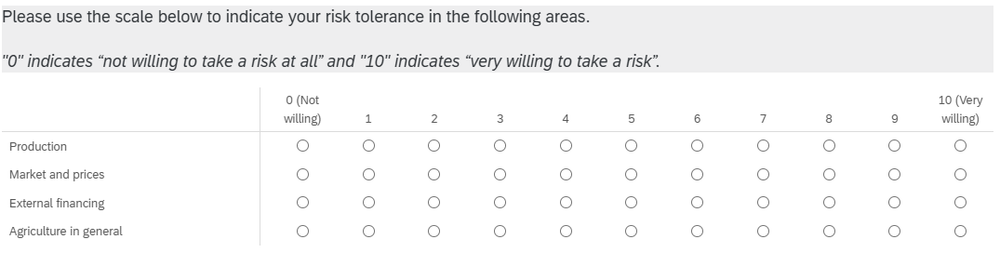 Please use the scale below to indicate your risk tolerance in the following areas.
"0" indicates “not willing to take a risk at all” and "10" indicates “very willing to take a risk”.
0 (Not willing) 1 2 3 4 5 6 7 8 9 10 (Very willing)
Production
Market and prices
External financing
Agriculture in general